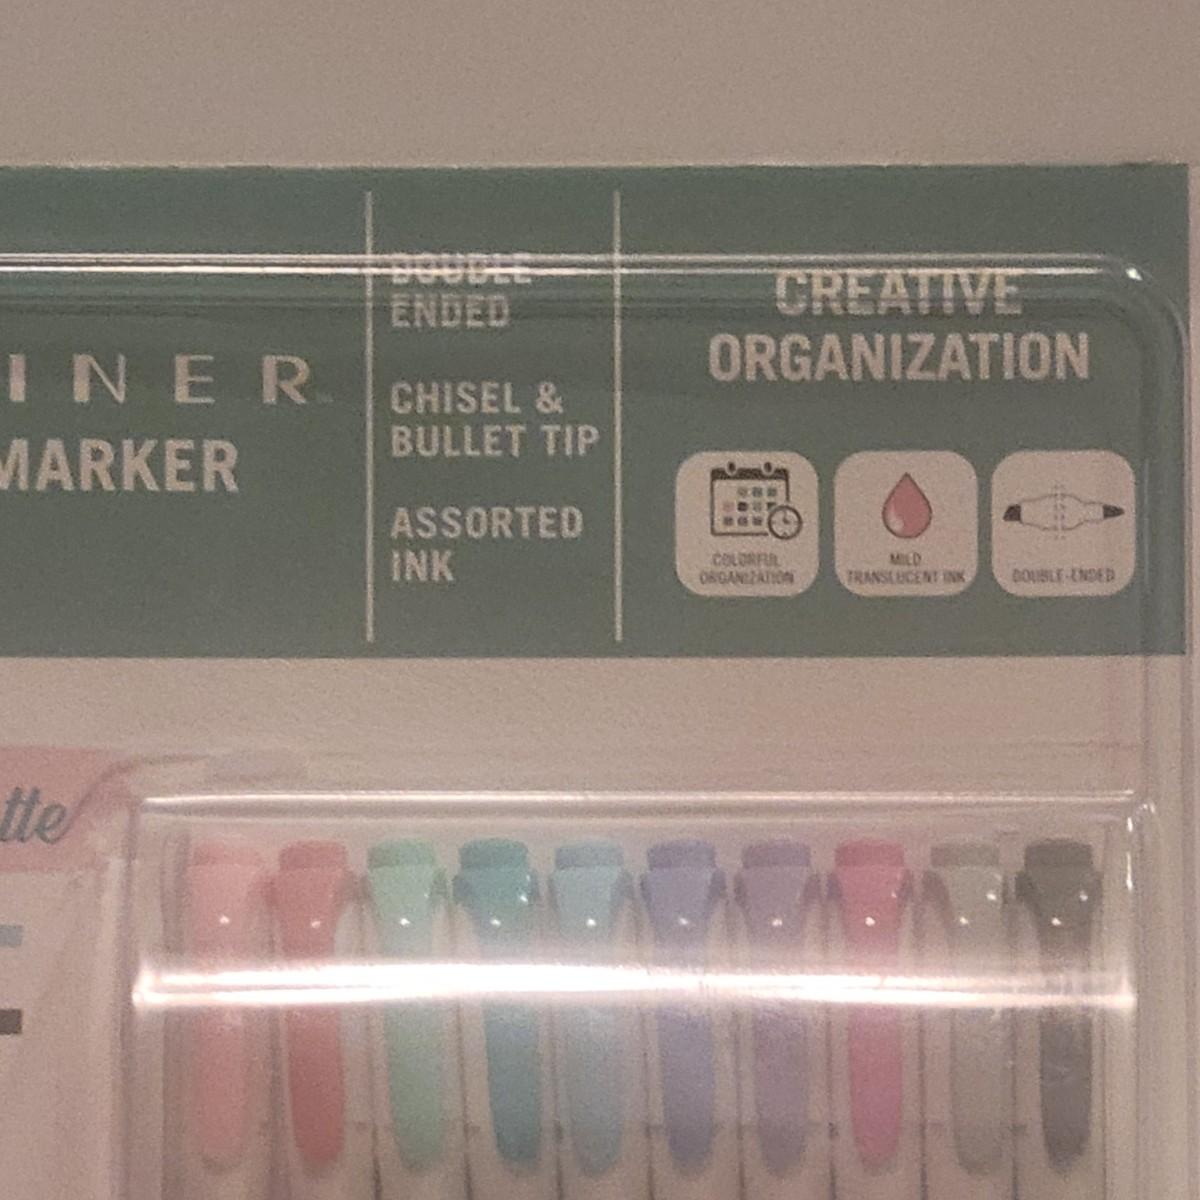 INER
MARKER
DOUBLE
ENDED
CHISEL &
BULLET TIP
ASSORTED
INK
CREATIVE
ORGANIZATION
COLORFUL
ORGANIZATION
MILD
TRANSLUCENT INK
DOUBLE-ENDED
tte